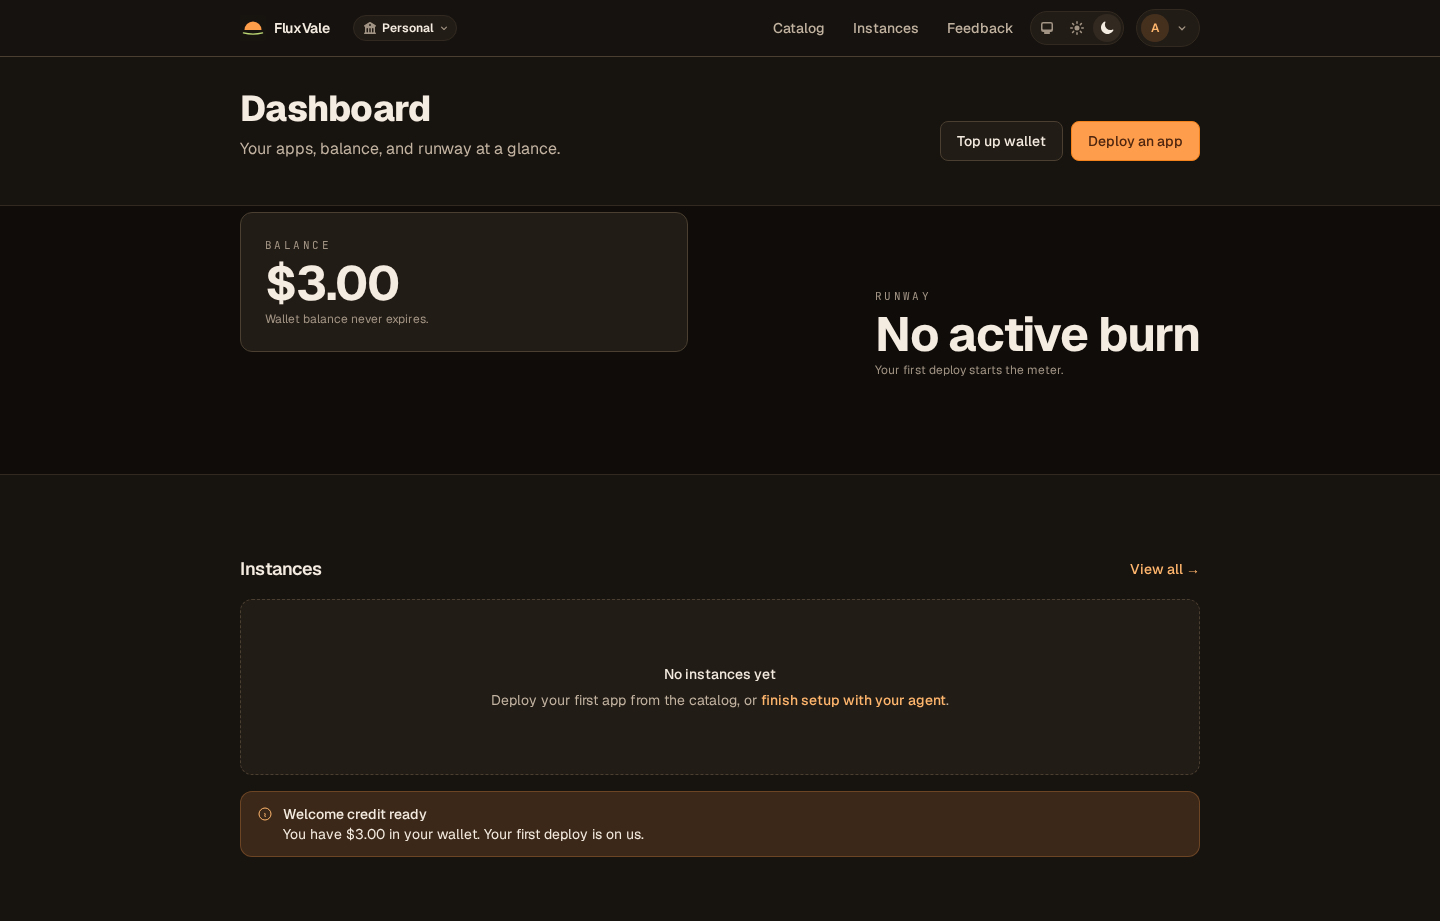 FluxVale
Personal
Catalog
Instances
Feedback
A
Dashboard
Your apps, balance, and runway at a glance.
Top up wallet
Deploy an app
BALANCE
$3.00
Wallet balance never expires.
RUNWAY
No active burn
Your first deploy starts the meter.
Instances
View all →
No instances yet
Deploy your first app from the catalog, or finish setup with your agent.
Welcome credit ready
You have $3.00 in your wallet. Your first deploy is on us.